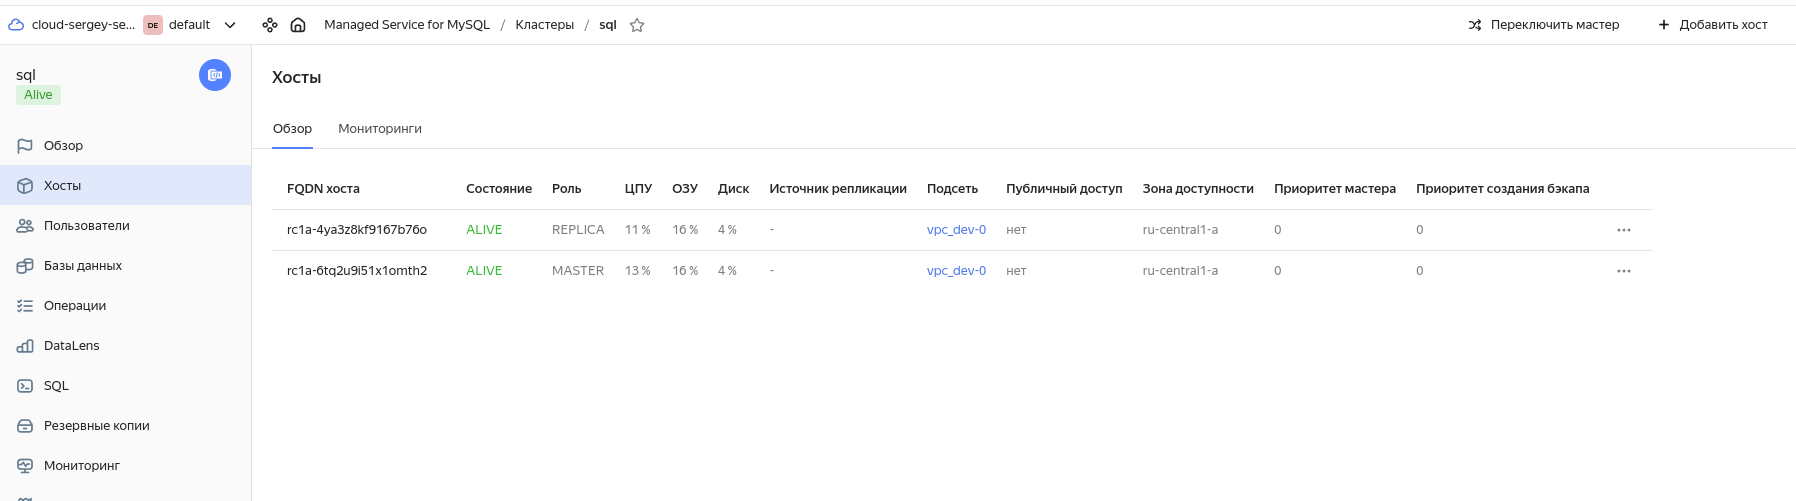 cloud-sergey-se... DE default Managed Service for MySQL / Кластеры / sql Переключить мастер + Добавить хост
sql
Alive
Обзор
Хосты
Пользователи
Базы данных
Операции
DataLens
SQL
Резервные копии
Мониторинг
Хосты
Обзор Мониторинги
FQDN хоста Состояние Роль ЦПУ ОЗУ Диск Источник репликации Подсеть Публичный доступ Зона доступности Приоритет мастера Приоритет создания бэкапа
rc1a-4ya3z8kf9167b76o ALIVE REPLICA 11 % 16 % 4 % - vpc_dev-0 нет ru-central1-a 0 0
rc1a-6tq2u9i51x1omth2 ALIVE MASTER 13 % 16 % 4 % - vpc_dev-0 нет ru-central1-a 0 0